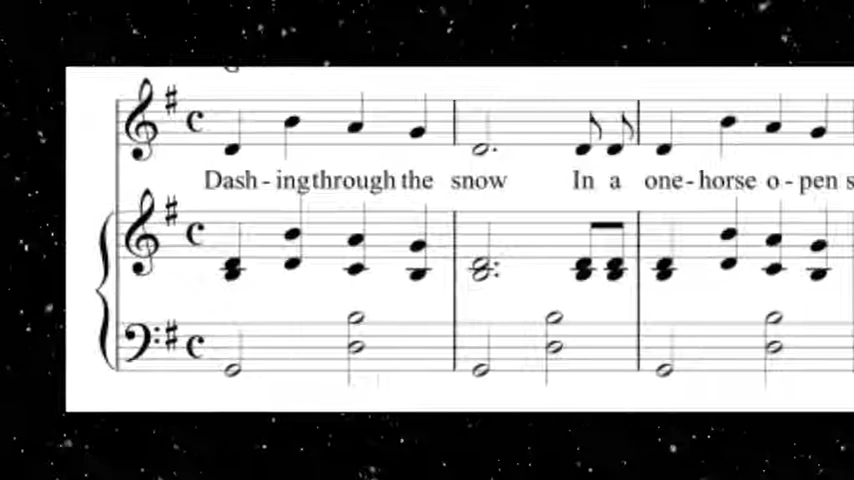 Dash - ing through the snow In a one - horse o - pen s